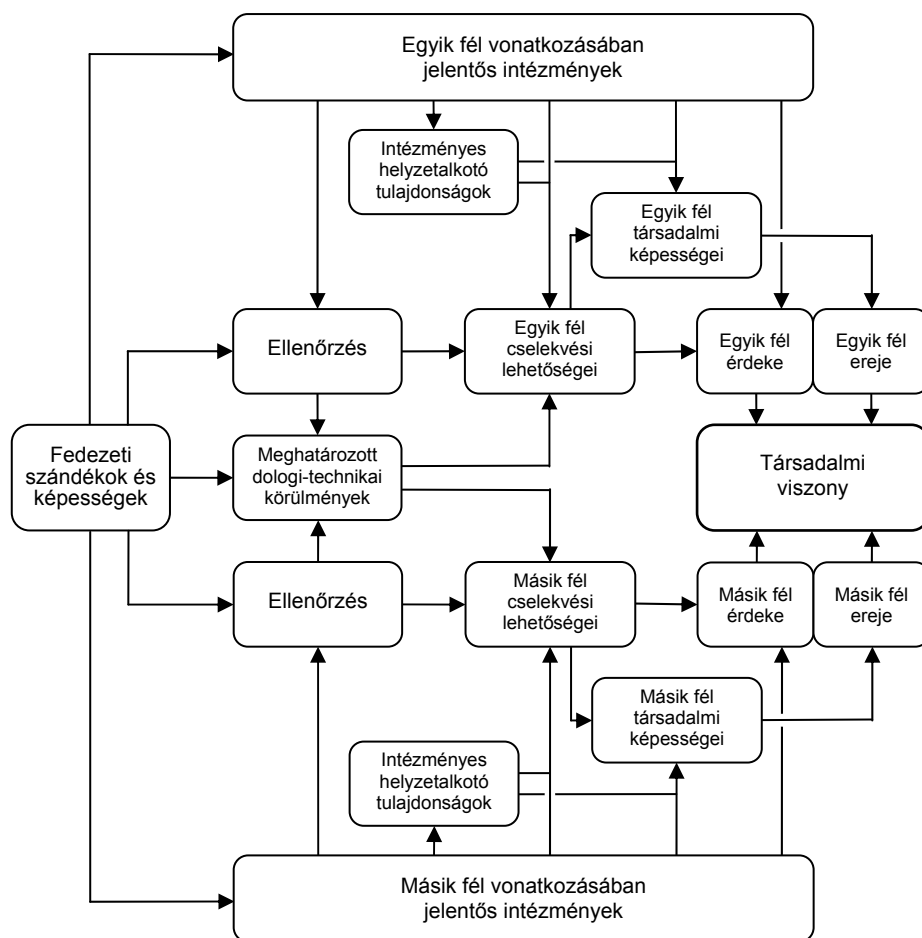 Egyik fél vonatkozásában
jelentős intézmények
Intézményes
helyzetalkotó
tulajdonságok
Egyik fél
társadalmi
képességei
Ellenőrzés
Egyik fél
cselekvési
lehetőségei
Egyik fél
érdeke
Egyik fél
ereje
Fedezeti
szándékok és
képességek
Meghatározott
dologi-technikai
körülmények
Társadalmi
viszony
Ellenőrzés
Másik fél
cselekvési
lehetőségei
Másik fél
érdeke
Másik fél
ereje
Másik fél
társadalmi
képességei
Intézményes
helyzetalkotó
tulajdonságok
Másik fél vonatkozásában
jelentős intézmények